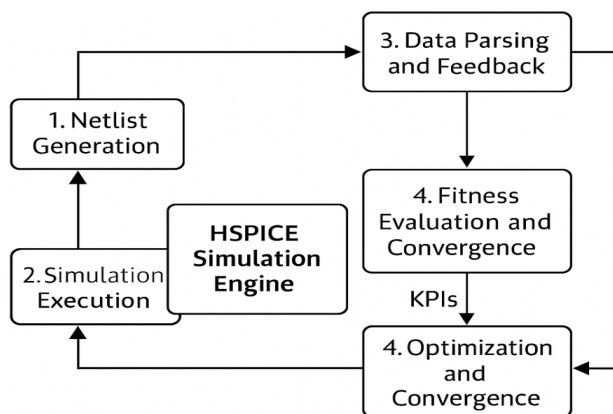 3. Data Parsing
and Feedback
1. Netlist
Generation
4. Fitness
Evaluation and
Convergence
HSPICE
Simulation
Engine
2. Simulation
Execution
KPIs
4. Optimization
and
Convergence